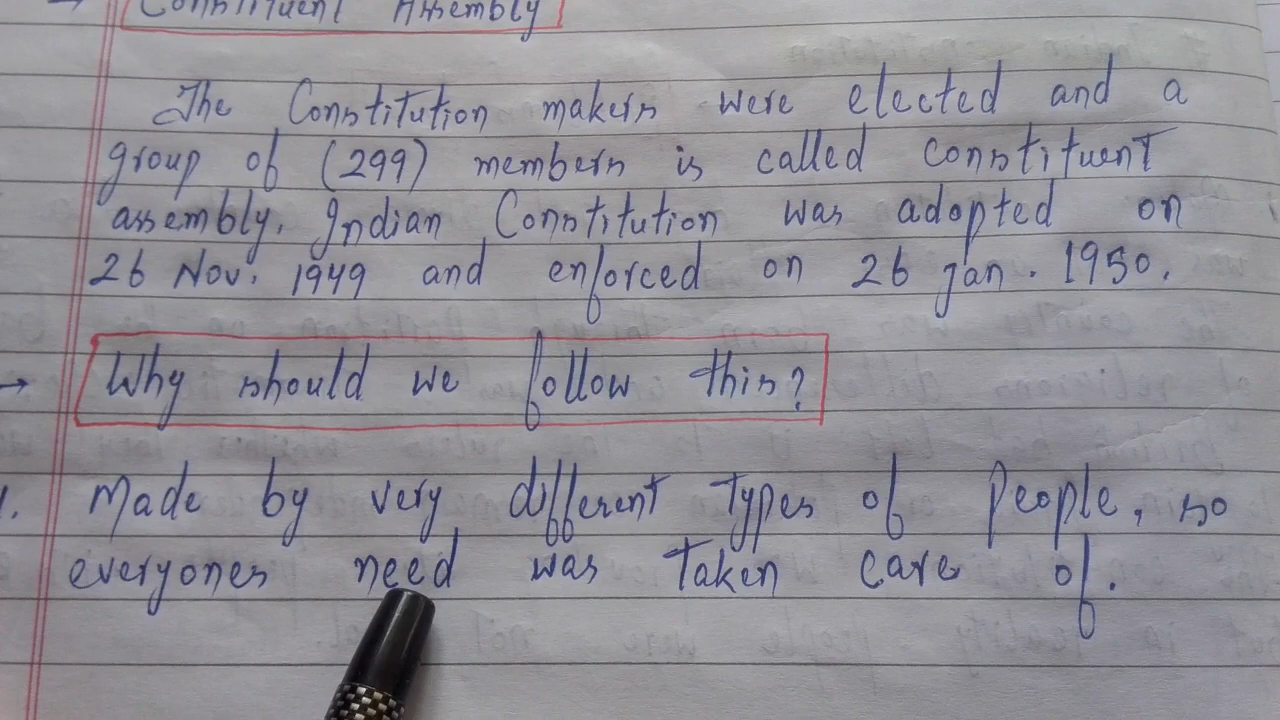 → Constituent Assembly
The Constitution makers were elected and a
group of (299) members is called constituent
assembly. Indian Constitution was adopted on
26 Nov. 1949 and enforced on 26 Jan. 1950.
→ Why should we follow this?
1. Made by very different types of people, so
everyones need was taken care of.